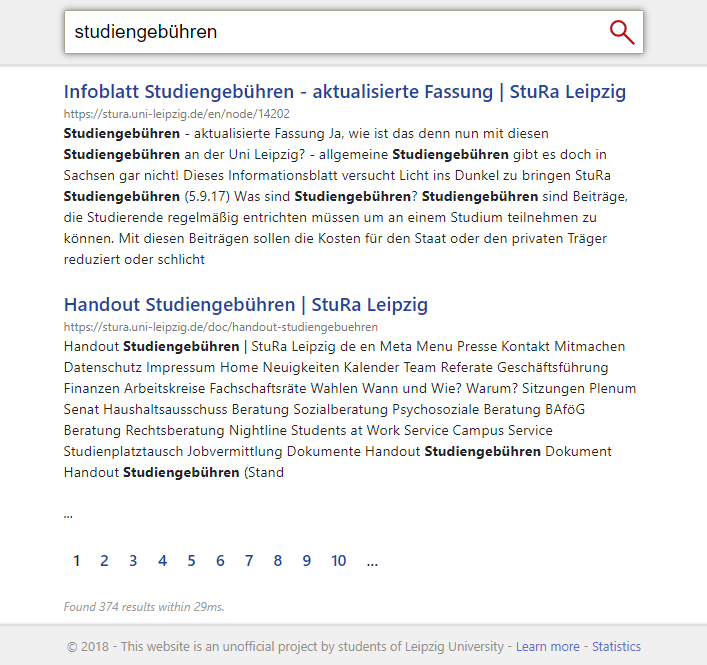 studiengebühren
Infoblatt Studiengebühren - aktualisierte Fassung | StuRa Leipzig
https://stura.uni-leipzig.de/en/node/14202
Studiengebühren - aktualisierte Fassung Ja, wie ist das denn nun mit diesen
Studiengebühren an der Uni Leipzig? - allgemeine Studiengebühren gibt es doch in
Sachsen gar nicht! Dieses Informationsblatt versucht Licht ins Dunkel zu bringen StuRa
Studiengebühren (5.9.17) Was sind Studiengebühren? Studiengebühren sind Beiträge,
die Studierende regelmäßig entrichten müssen um an einem Studium teilnehmen zu
können. Mit diesen Beiträgen sollen die Kosten für den Staat oder den privaten Träger
reduziert oder schlicht
Handout Studiengebühren | StuRa Leipzig
https://stura.uni-leipzig.de/doc/handout-studiengebuehren
Handout Studiengebühren | StuRa Leipzig de en Meta Menu Presse Kontakt Mitmachen
Datenschutz Impressum Home Neuigkeiten Kalender Team Referate Geschäftsführung
Finanzen Arbeitskreise Fachschaftsräte Wahlen Wann und Wie? Warum? Sitzungen Plenum
Senat Haushaltsausschuss Beratung Sozialberatung Psychosoziale Beratung BAföG
Beratung Rechtsberatung Nightline Students at Work Service Campus Service
Studienplatztausch Jobvermittlung Dokumente Handout Studiengebühren Dokument
Handout Studiengebühren (Stand
...
1 2 3 4 5 6 7 8 9 10 ...
Found 374 results within 29ms.
© 2018 - This website is an unofficial project by students of Leipzig University - Learn more - Statistics